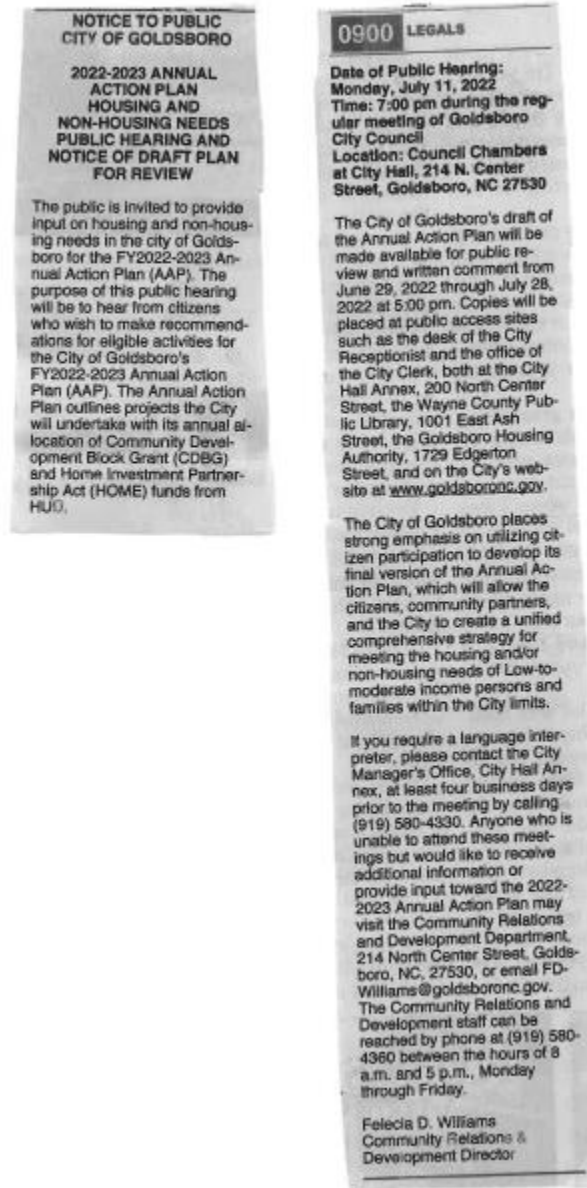 NOTICE TO PUBLIC
CITY OF GOLDSBORO
2022-2023 ANNUAL
ACTION PLAN
HOUSING AND
NON-HOUSING NEEDS
PUBLIC HEARING AND
NOTICE OF DRAFT PLAN
FOR REVIEW
The public is invited to provide
input on housing and non-hous-
ing needs in the city of Golds-
boro for the FY2022-2023 An-
nual Action Plan (AAP). The
purpose of this public hearing
will be to hear from citizens
who wish to make recommend-
ations for eligible activities for
the City of Goldsboro's
FY2022-2023 Annual Action
Plan (AAP). The Annual Action
Plan outlines projects the City
will undertake with its annual al-
location of Community Devel-
opment Block Grant (CDBG)
and Home Investment Partner-
ship Act (HOME) funds from
HUD.
0900 LEGALS
Date of Public Hearing:
Monday, July 11, 2022
Time: 7:00 pm during the reg-
ular meeting of Goldsboro
City Council
Location: Council Chambers
at City Hall, 214 N. Center
Street, Goldsboro, NC 27530
The City of Goldsboro's draft of
the Annual Action Plan will be
made available for public re-
view and written comment from
June 29, 2022 through July 28,
2022 at 5:00 pm. Copies will be
placed at public access sites
such as the desk of the City
Receptionist and the office of
the City Clerk, both at the City
Hall Annex, 200 North Center
Street, the Wayne County Pub-
lic Library, 1001 East Ash
Street, the Goldsboro Housing
Authority, 1729 Edgerton
Street, and on the City's web-
site at www.goldsboronc.gov.
The City of Goldsboro places
strong emphasis on utilizing cit-
izen participation to develop its
final version of the Annual Ac-
tion Plan, which will allow the
citizens, community partners,
and the City to create a unified
comprehensive strategy for
meeting the housing and/or
non-housing needs of Low-to-
moderate income persons and
families within the City limits.
If you require a language inter-
preter, please contact the City
Manager's Office, City Hall An-
nex, at least four business days
prior to the meeting by calling
(919) 580-4330. Anyone who is
unable to attend these meet-
ings but would like to receive
additional information or
provide input toward the 2022-
2023 Annual Action Plan may
visit the Community Relations
and Development Department,
214 North Center Street, Golds-
boro, NC, 27530, or email FD-
Williams@goldsboronc.gov.
The Community Relations and
Development staff can be
reached by phone at (919) 580-
4360 between the hours of 8
a.m. and 5 p.m., Monday
through Friday.
Felecia D. Williams
Community Relations &
Development Director